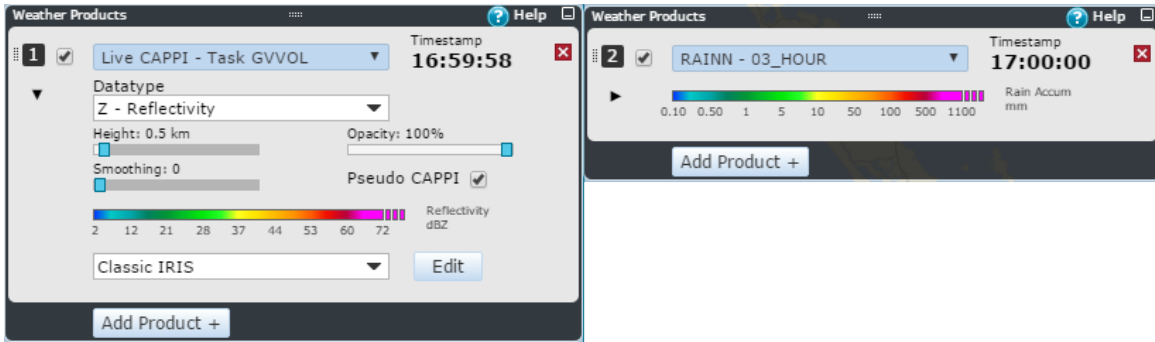 Weather Products
Help
1
Live CAPPI - Task GVVOL
Timestamp
16:59:58
Datatype
Z - Reflectivity
Height: 0.5 km
Opacity: 100%
Smoothing: 0
Pseudo CAPPI
2 12 21 28 37 44 53 60 72
Reflectivity
dBZ
Classic IRIS
Edit
Add Product +
Weather Products
Help
2
RAINN - 03_HOUR
Timestamp
17:00:00
0.10 0.50 1 5 10 50 100 500 1100
Rain Accum
mm
Add Product +